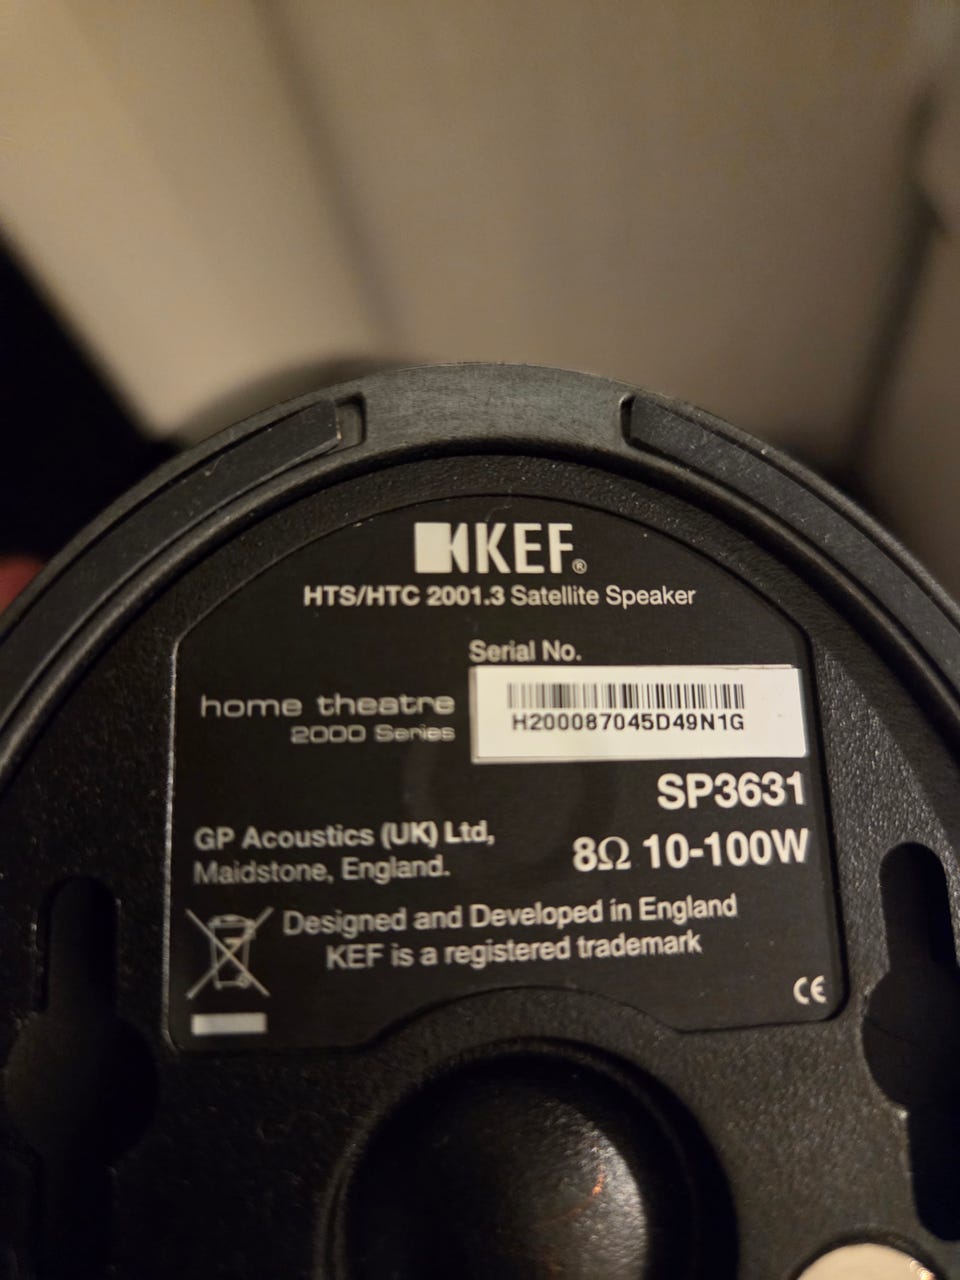 KEF®
HTS/HTC 2001.3 Satellite Speaker
Serial No.
H200087045D49N1G
home theatre
2000 Series
SP3631
8Ω 10-100W
GP Acoustics (UK) Ltd,
Maidstone, England.
Designed and Developed in England
KEF is a registered trademark
CE